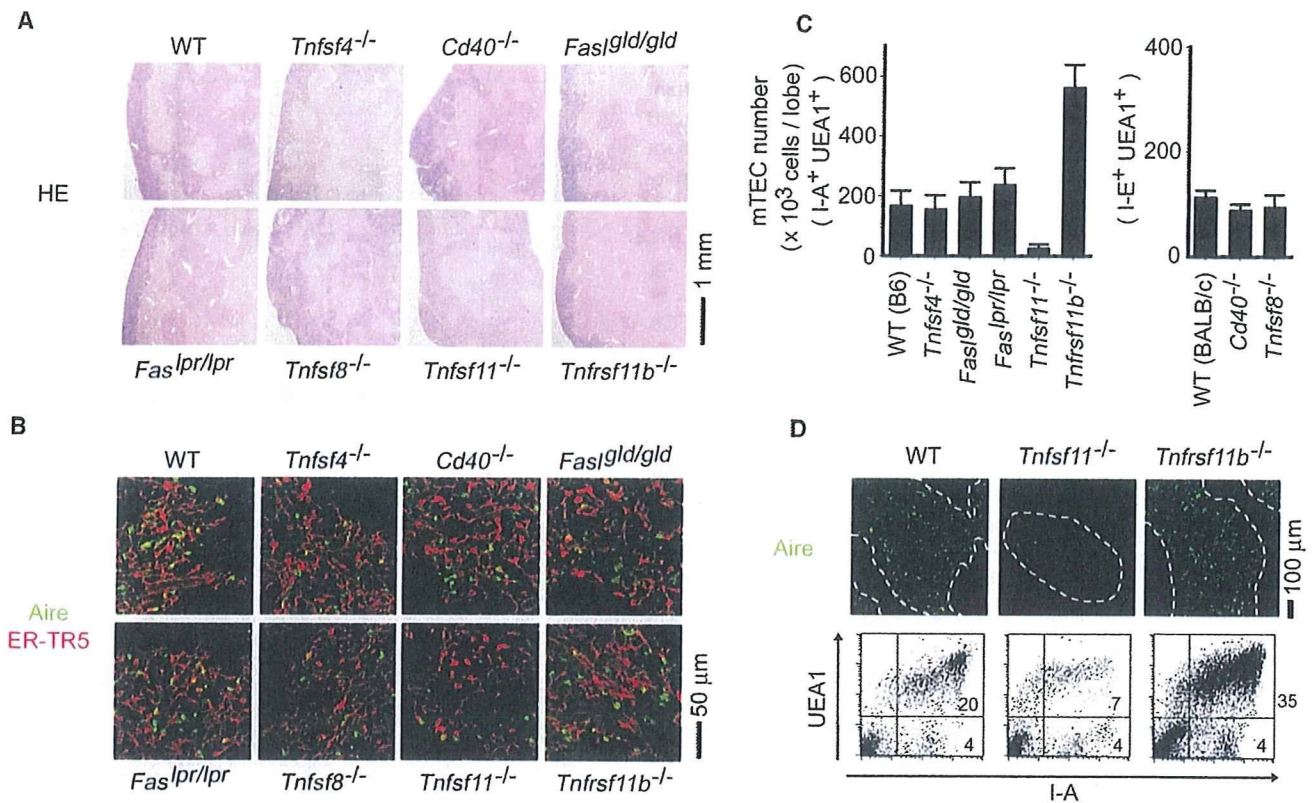 A
WT
Tnfsf4-/-
Cd40-/-
Faslgld/gld
HE
1 mm
Faslpr/lpr
Tnfsf8-/-
Tnfsf11-/-
Tnfrsf11b-/-
B
WT
Tnfsf4-/-
Cd40-/-
Faslgld/gld
Aire
ER-TR5
50 μm
Faslpr/lpr
Tnfsf8-/-
Tnfsf11-/-
Tnfrsf11b-/-
C
mTEC number
(x 103 cells / lobe)
( I-A+ UEA1+)
600
400
200
0
WT (B6)
Tnfsf4-/-
Faslgld/gld
Faslpr/lpr
Tnfsf11-/-
Tnfrsf11b-/-
( I-E+ UEA1+)
400
200
0
WT (BALB/c)
Cd40-/-
Tnfsf8-/-
D
WT
Tnfsf11-/-
Tnfrsf11b-/-
Aire
100 μm
UEA1
20
4
7
4
35
4
I-A